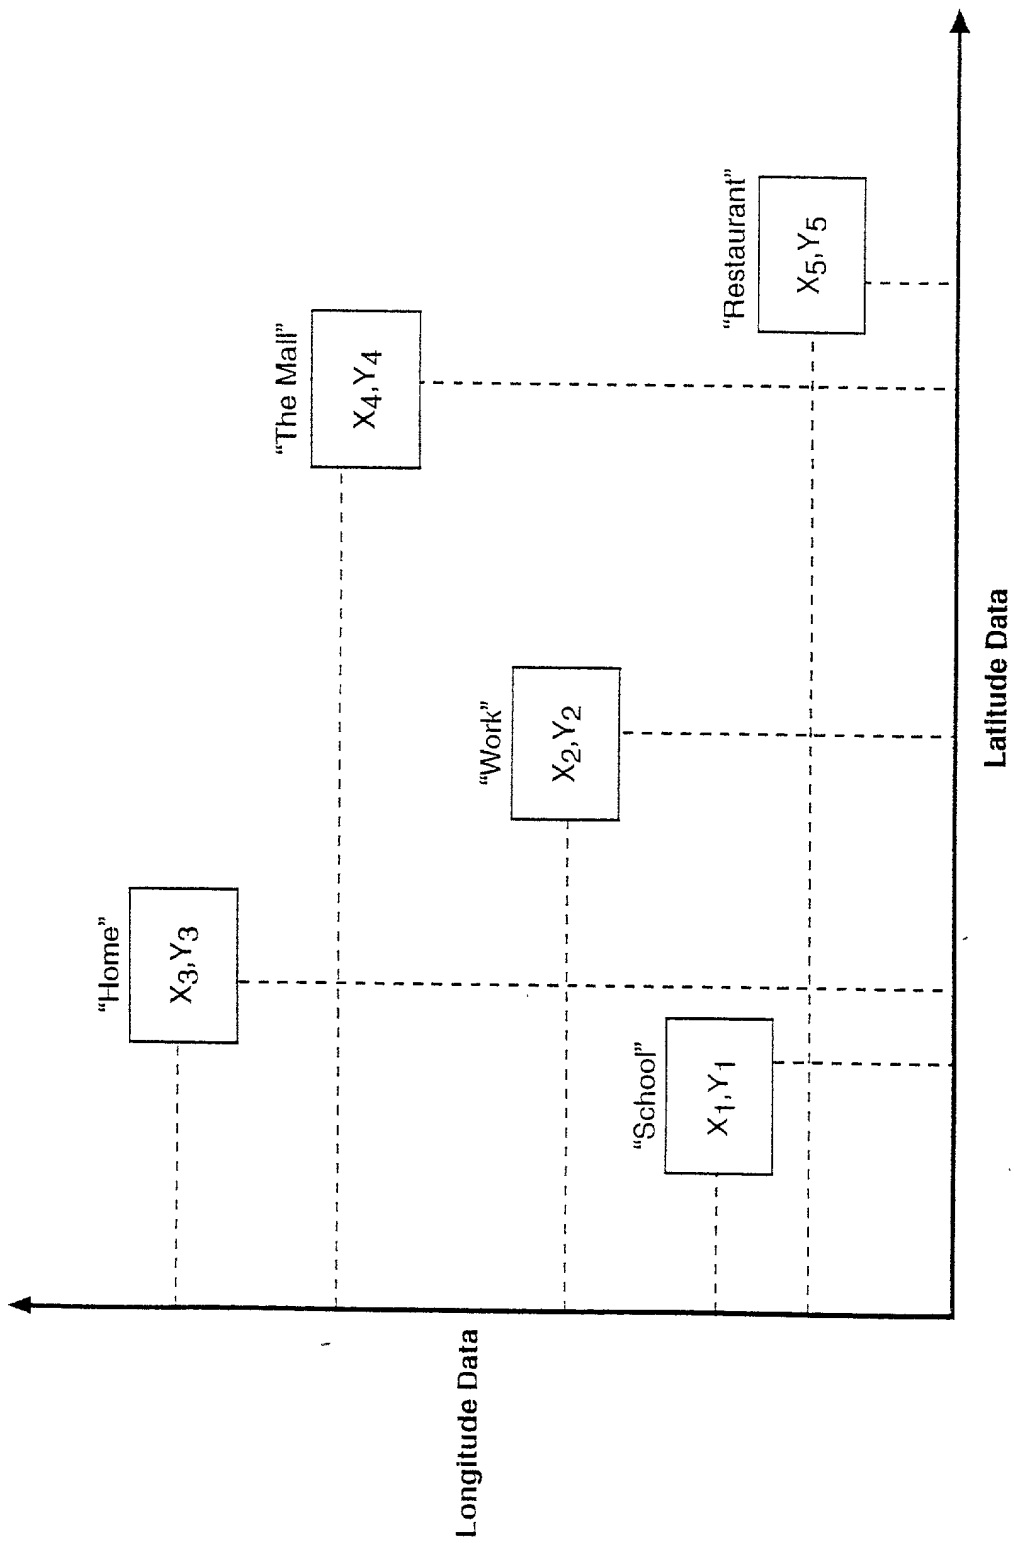 Longitude Data
“Home”
X3,Y3
“The Mall”
X4,Y4
“Work”
X2,Y2
“School”
X1,Y1
“Restaurant”
X5,Y5
Latitude Data